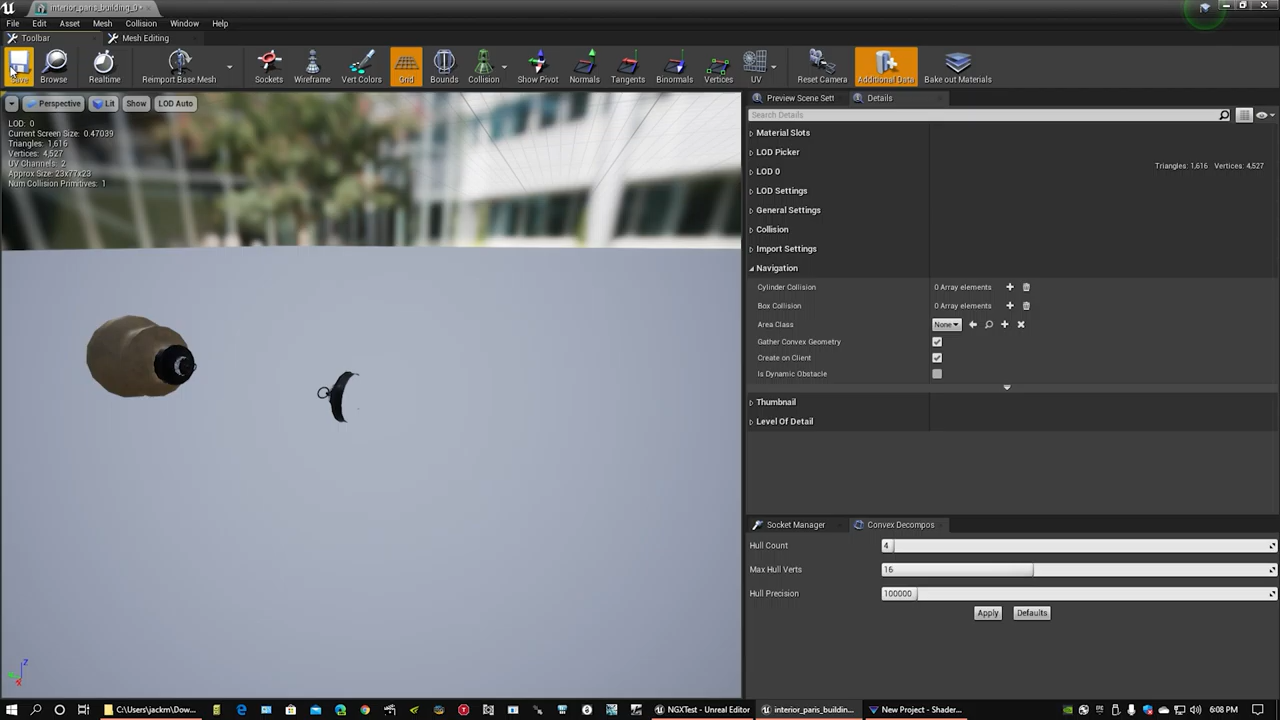 interior_paris_building_0*
File Edit Asset Mesh Collision Window Help
Toolbar Mesh Editing
Save Browse Realtime Reimport Base Mesh Sockets Wireframe Vert Colors Grid Bounds Collision Show Pivot Normals Tangents Binormals Vertices UV Reset Camera Additional Data Bake out Materials
Perspective Lit Show LOD Auto
Preview Scene Sett Details
Search Details
LOD: 0
Current Screen Size: 0.47039
Triangles: 1,616
Vertices: 4,527
UV Channels: 2
Approx Size: 23x77x23
Num Collision Primitives: 1
Material Slots
LOD Picker
Triangles: 1,616 Vertices: 4,527
LOD 0
LOD Settings
General Settings
Collision
Import Settings
Navigation
Cylinder Collision 0 Array elements
Box Collision 0 Array elements
Area Class None
Gather Convex Geometry
Create on Client
Is Dynamic Obstacle
Thumbnail
Level Of Detail
Socket Manager Convex Decompos
Hull Count 4
Max Hull Verts 16
Hull Precision 100000
Apply Defaults
C:\Users\jackm\Dow... NGXTest - Unreal Editor interior_paris_buildin... New Project - Shader... 6:08 PM